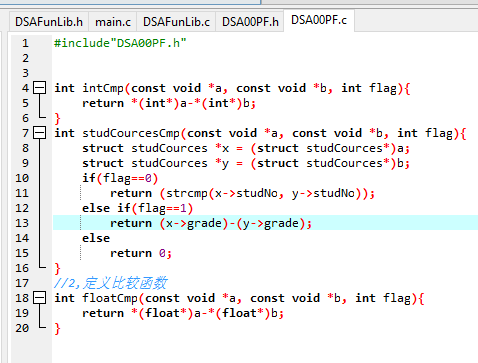 DSAFunLib.h main.c DSAFunLib.c DSA00PF.h DSA00PF.c
1 #include"DSA00PF.h"
2
3
4 int intCmp(const void *a, const void *b, int flag){
5     return *(int*)a-*(int*)b;
6 }
7 int studCourcesCmp(const void *a, const void *b, int flag){
8     struct studCources *x = (struct studCources*)a;
9     struct studCources *y = (struct studCources*)b;
10     if(flag==0)
11         return (strcmp(x->studNo, y->studNo));
12     else if(flag==1)
13         return (x->grade)-(y->grade);
14     else
15         return 0;
16 }
17 //2,定义比较函数
18 int floatCmp(const void *a, const void *b, int flag){
19     return *(float*)a-*(float*)b;
20 }